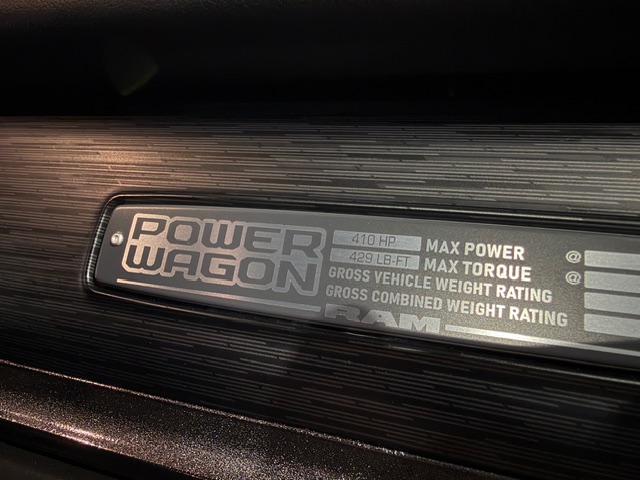 POWER
WAGON
410 HP MAX POWER @
429 LB-FT MAX TORQUE @
GROSS VEHICLE WEIGHT RATING
GROSS COMBINED WEIGHT RATING
RAM